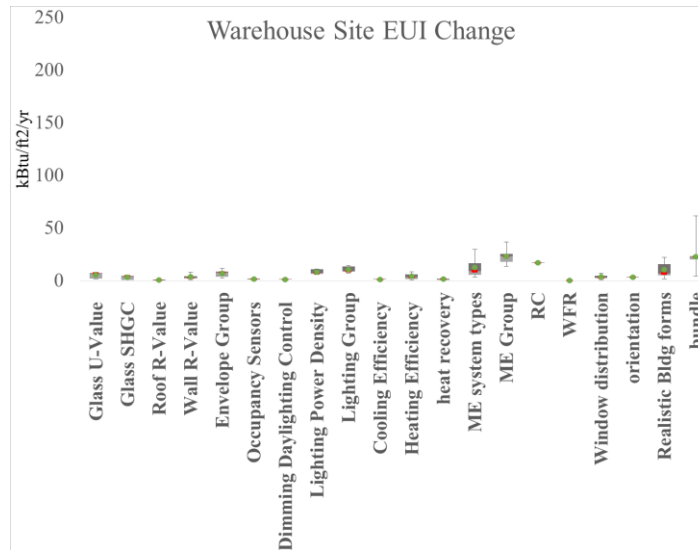 Warehouse Site EUI Change
250
200
150
100
50
0
kBtu/ft2/yr
Glass U-Value
Glass SHGC
Roof R-Value
Wall R-Value
Envelope Group
Occupancy Sensors
Dimming Daylighting Control
Lighting Power Density
Lighting Group
Cooling Efficiency
Heating Efficiency
heat recovery
ME system types
ME Group
RC
WFR
Window distribution
orientation
Realistic Bldg forms
bundle